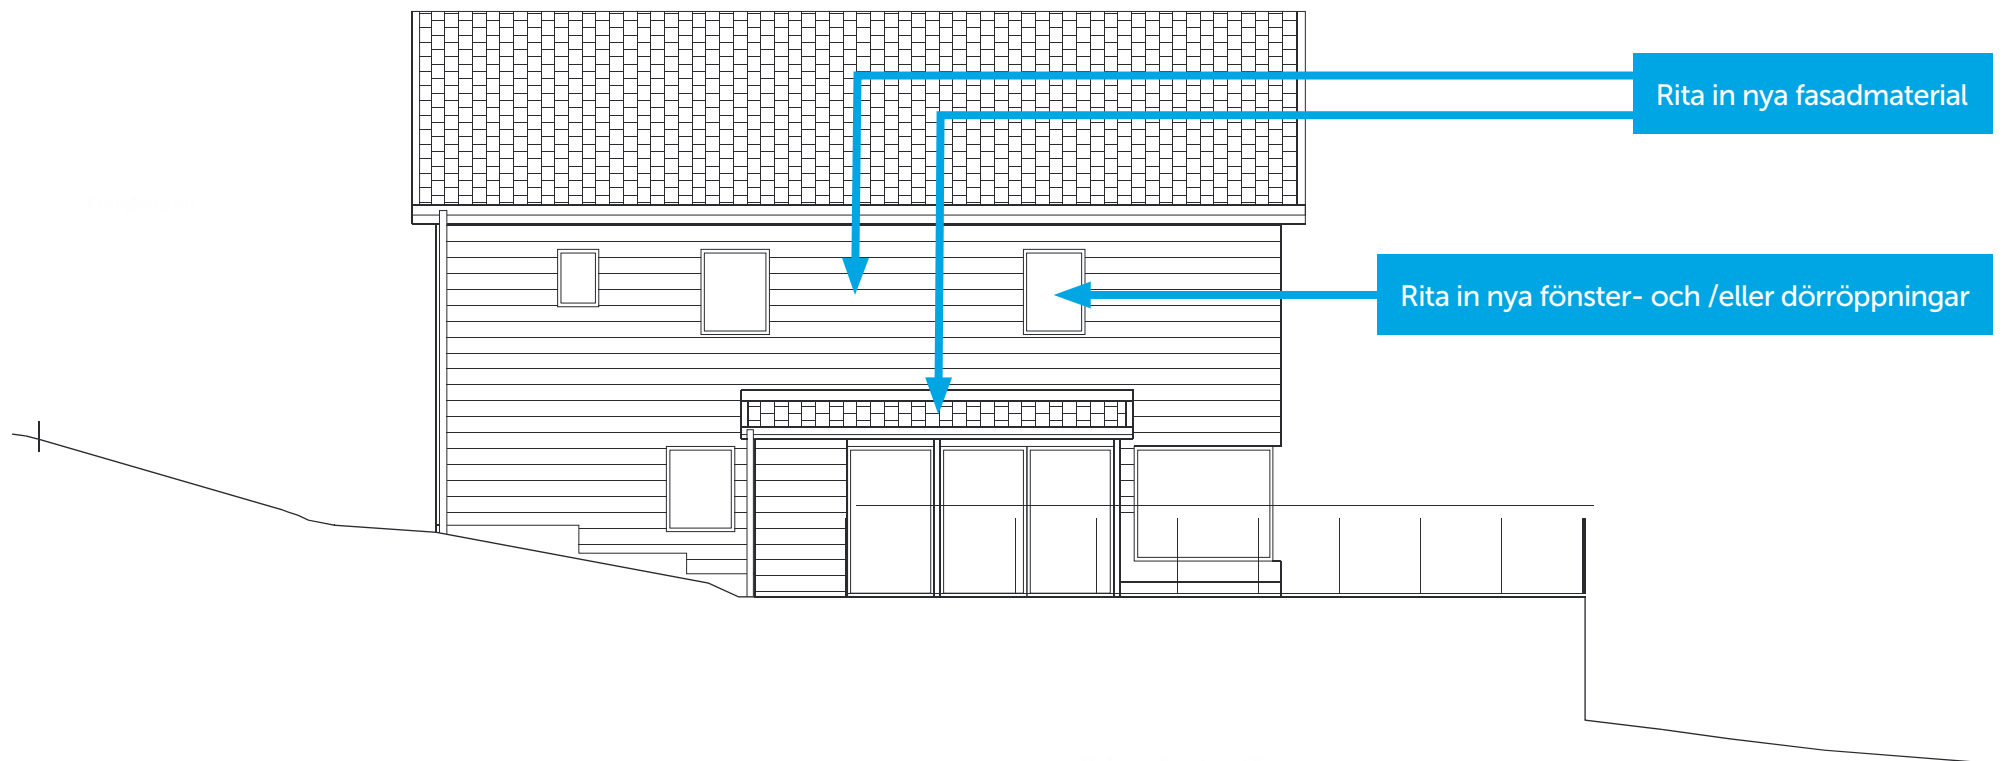 Rita in nya fasadmaterial
Rita in nya fönster- och /eller dörröppningar